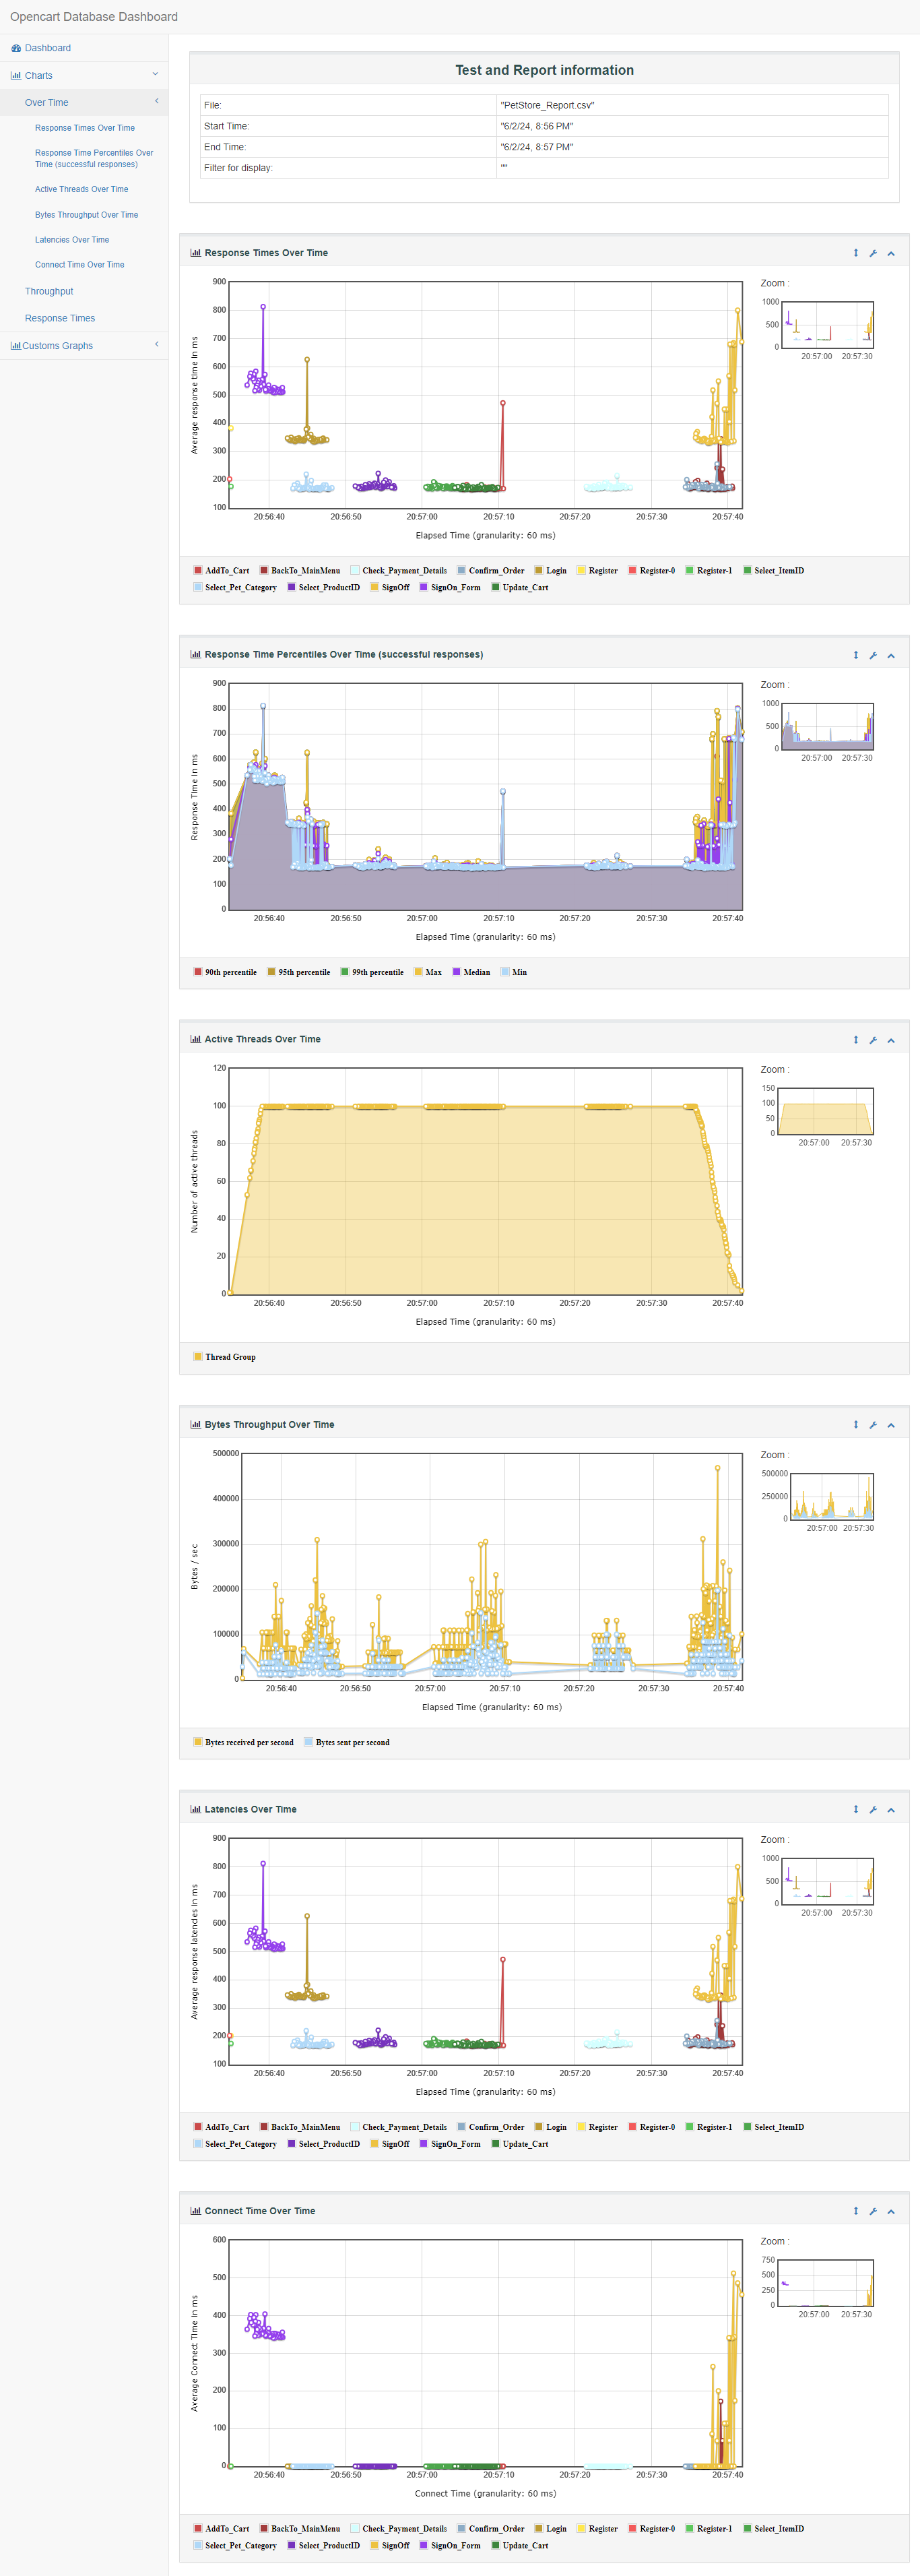 Opencart Database Dashboard
Dashboard
Charts
Over Time
Response Times Over Time
Response Time Percentiles Over
Time (successful responses)
Active Threads Over Time
Bytes Throughput Over Time
Latencies Over Time
Connect Time Over Time
Throughput
Response Times
Customs Graphs
Test and Report information
File: "PetStore_Report.csv"
Start Time: "6/2/24, 8:56 PM"
End Time: "6/2/24, 8:57 PM"
Filter for display: ""
Response Times Over Time
Zoom :
900
800
700
600
500
400
300
200
100
Average response time in ms
20:56:40 20:56:50 20:57:00 20:57:10 20:57:20 20:57:30 20:57:40
Elapsed Time (granularity: 60 ms)
1000
500
0
20:57:00 20:57:30
AddTo_Cart BackTo_MainMenu Check_Payment_Details Confirm_Order Login Register Register-0 Register-1 Select_ItemID
Select_Pet_Category Select_ProductID SignOff SignOn_Form Update_Cart
Response Time Percentiles Over Time (successful responses)
Zoom :
900
800
700
600
500
400
300
200
100
0
Response Time in ms
20:56:40 20:56:50 20:57:00 20:57:10 20:57:20 20:57:30 20:57:40
Elapsed Time (granularity: 60 ms)
1000
500
0
20:57:00 20:57:30
90th percentile 95th percentile 99th percentile Max Median Min
Active Threads Over Time
Zoom :
120
100
80
60
40
20
0
Number of active threads
20:56:40 20:56:50 20:57:00 20:57:10 20:57:20 20:57:30 20:57:40
Elapsed Time (granularity: 60 ms)
150
100
50
0
20:57:00 20:57:30
Thread Group
Bytes Throughput Over Time
Zoom :
500000
400000
300000
200000
100000
0
Bytes / sec
20:56:40 20:56:50 20:57:00 20:57:10 20:57:20 20:57:30 20:57:40
Elapsed Time (granularity: 60 ms)
500000
250000
0
20:57:00 20:57:30
Bytes received per second Bytes sent per second
Latencies Over Time
Zoom :
900
800
700
600
500
400
300
200
100
Average response latencies in ms
20:56:40 20:56:50 20:57:00 20:57:10 20:57:20 20:57:30 20:57:40
Elapsed Time (granularity: 60 ms)
1000
500
0
20:57:00 20:57:30
AddTo_Cart BackTo_MainMenu Check_Payment_Details Confirm_Order Login Register Register-0 Register-1 Select_ItemID
Select_Pet_Category Select_ProductID SignOff SignOn_Form Update_Cart
Connect Time Over Time
Zoom :
600
500
400
300
200
100
0
Average Connect Time in ms
20:56:40 20:56:50 20:57:00 20:57:10 20:57:20 20:57:30 20:57:40
Connect Time (granularity: 60 ms)
750
500
250
0
20:57:00 20:57:30
AddTo_Cart BackTo_MainMenu Check_Payment_Details Confirm_Order Login Register Register-0 Register-1 Select_ItemID
Select_Pet_Category Select_ProductID SignOff SignOn_Form Update_Cart